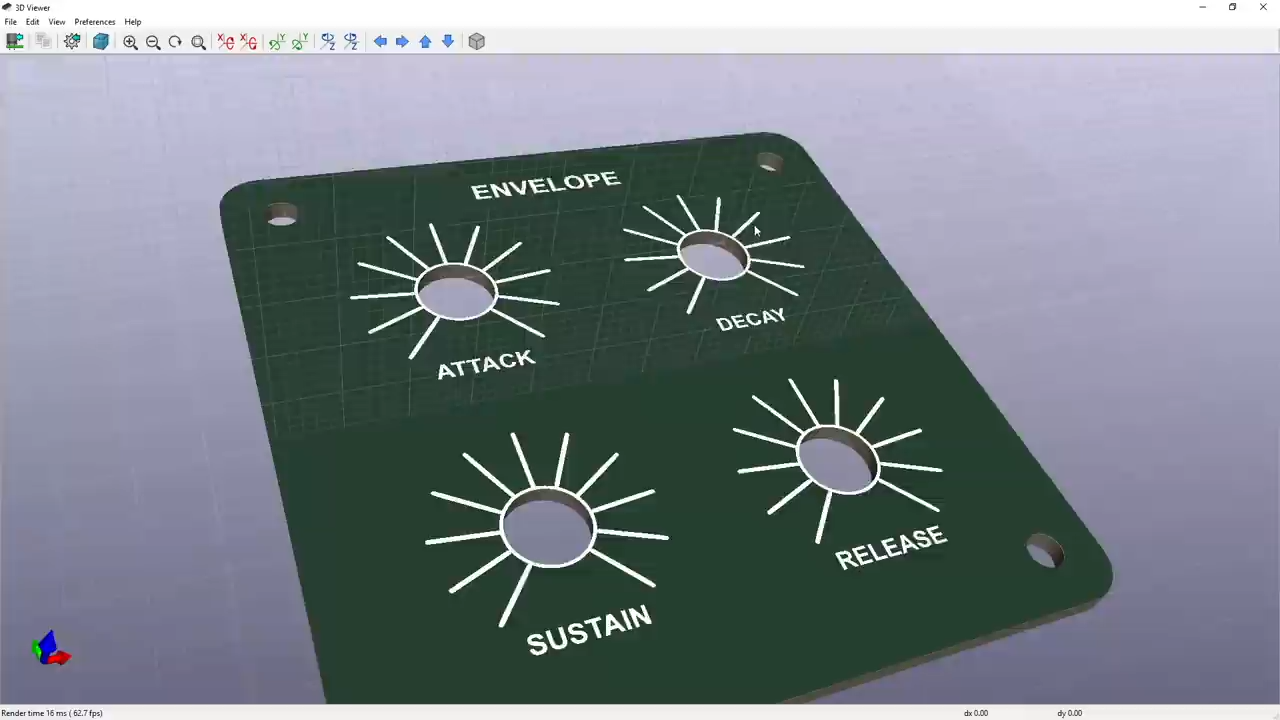 3D Viewer
File Edit View Preferences Help
ENVELOPE
DECAY
ATTACK
RELEASE
SUSTAIN
Render time 16 ms ( 62.7 fps)
dx 0.00
dy 0.00